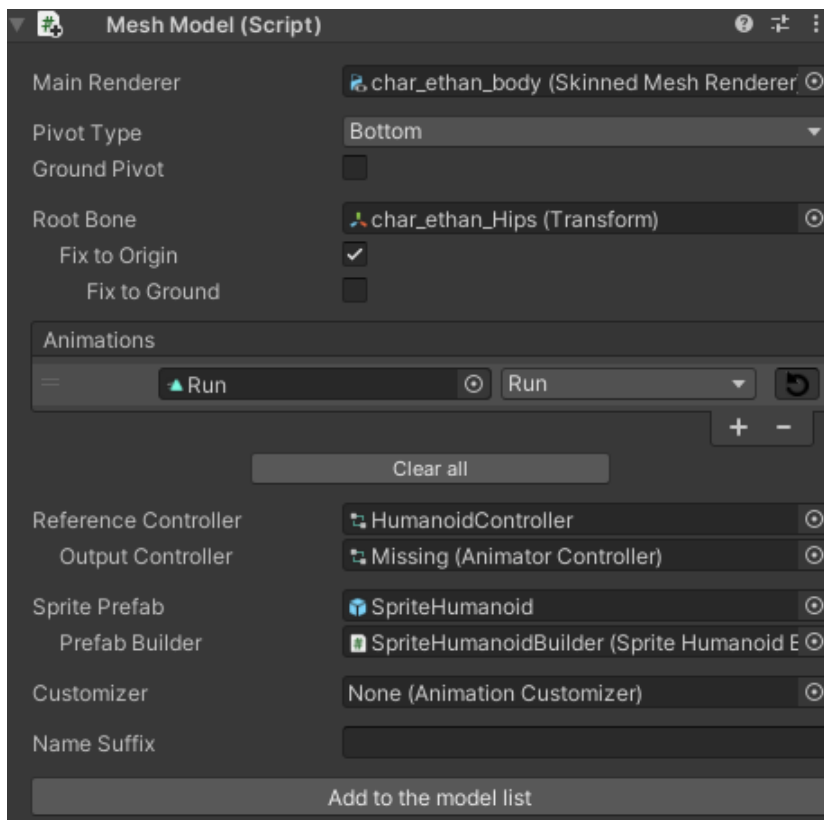 Mesh Model (Script)
Main Renderer char_ethan_body (Skinned Mesh Renderer)
Pivot Type Bottom
Ground Pivot
Root Bone char_ethan_Hips (Transform)
Fix to Origin
Fix to Ground
Animations
Run Run
+ −
Clear all
Reference Controller HumanoidController
Output Controller Missing (Animator Controller)
Sprite Prefab SpriteHumanoid
Prefab Builder SpriteHumanoidBuilder (Sprite Humanoid
Customizer None (Animation Customizer)
Name Suffix
Add to the model list